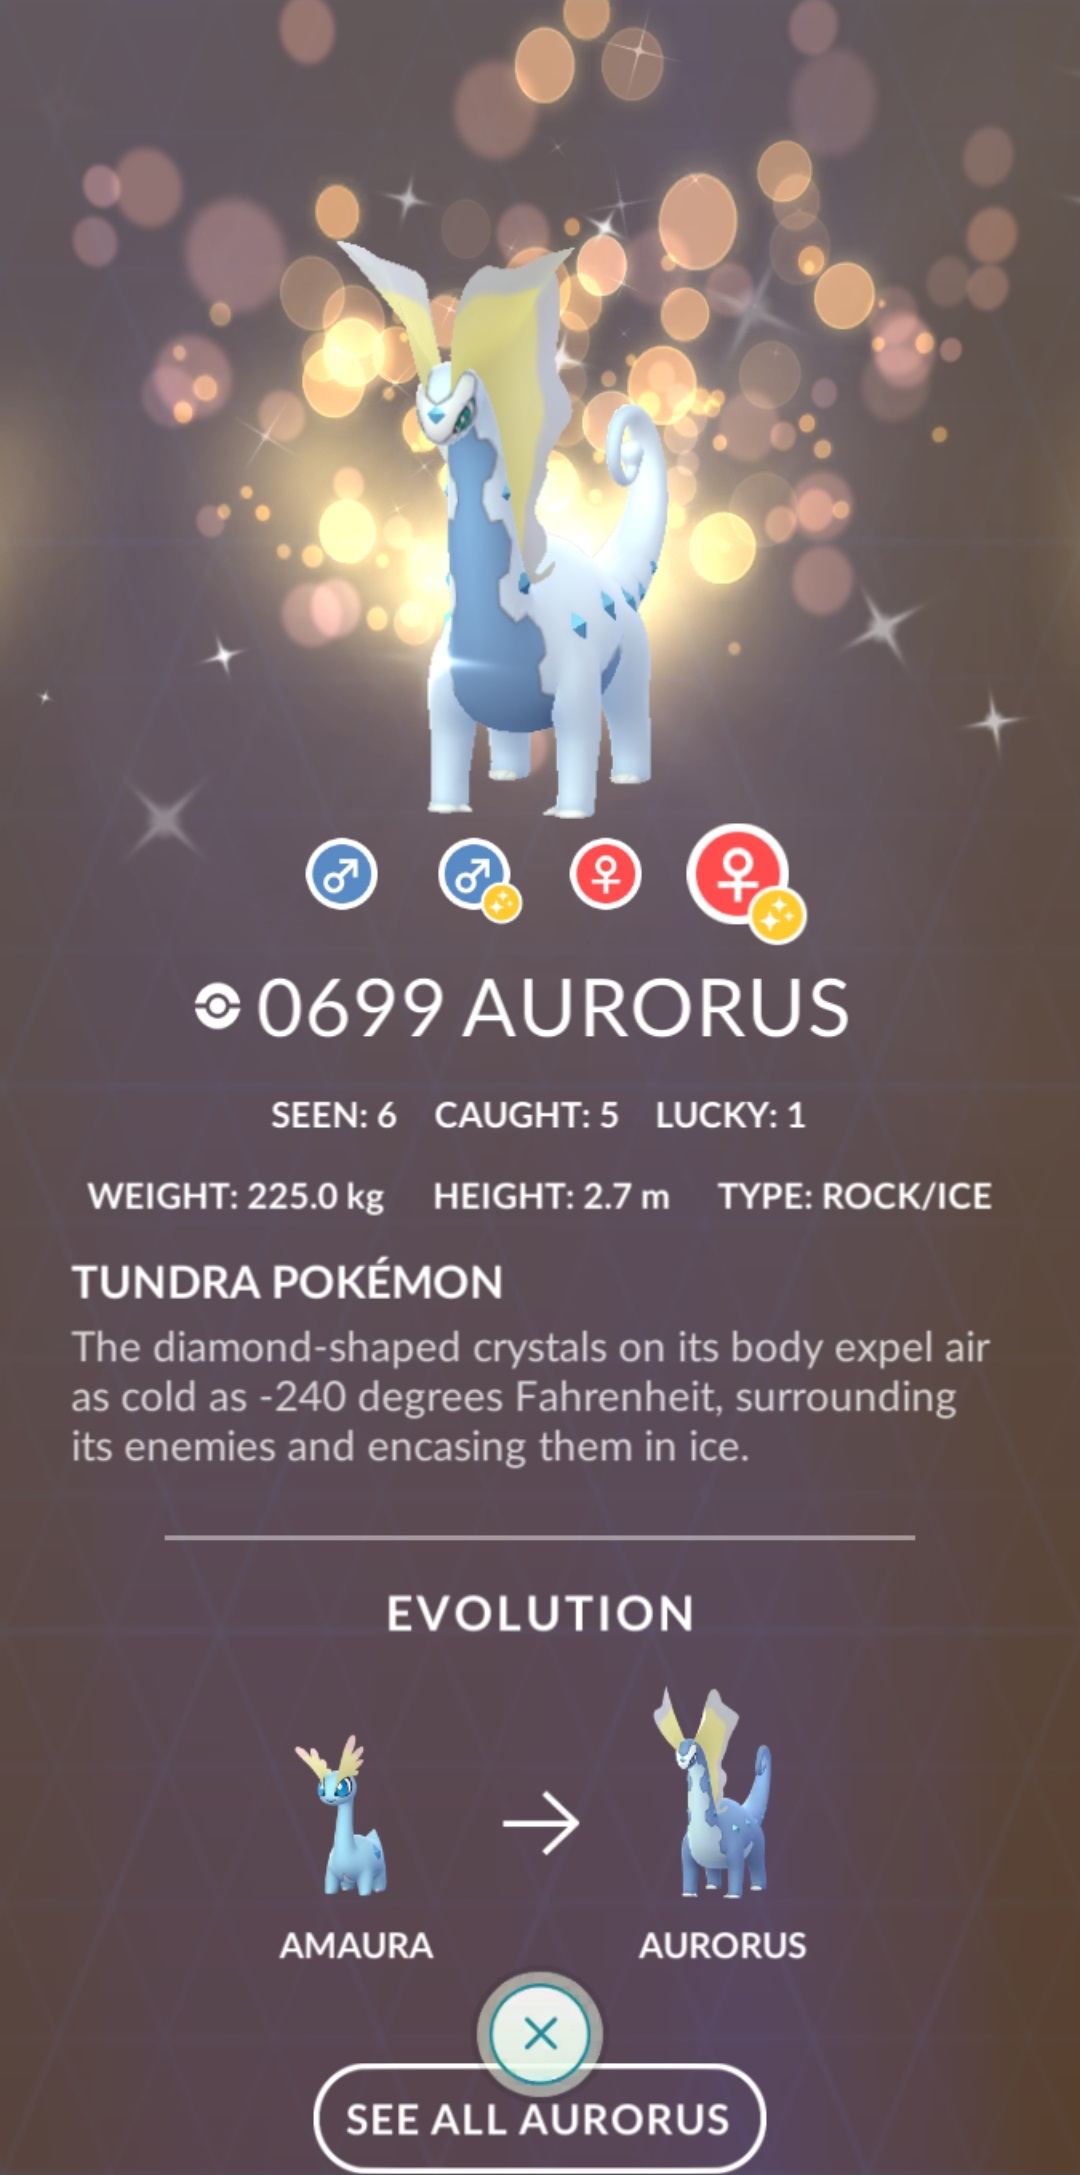 0699 AURORUS
SEEN: 6 CAUGHT: 5 LUCKY: 1
WEIGHT: 225.0 kg HEIGHT: 2.7 m TYPE: ROCK/ICE
TUNDRA POKÉMON
The diamond-shaped crystals on its body expel air
as cold as -240 degrees Fahrenheit, surrounding
its enemies and encasing them in ice.
EVOLUTION
AMAURA AURORUS
SEE ALL AURORUS